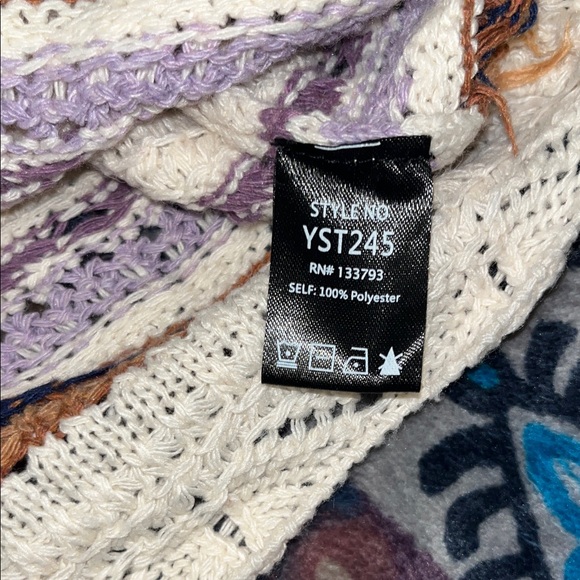 STYLE NO
YST245
RN# 133793
SELF: 100% Polyester